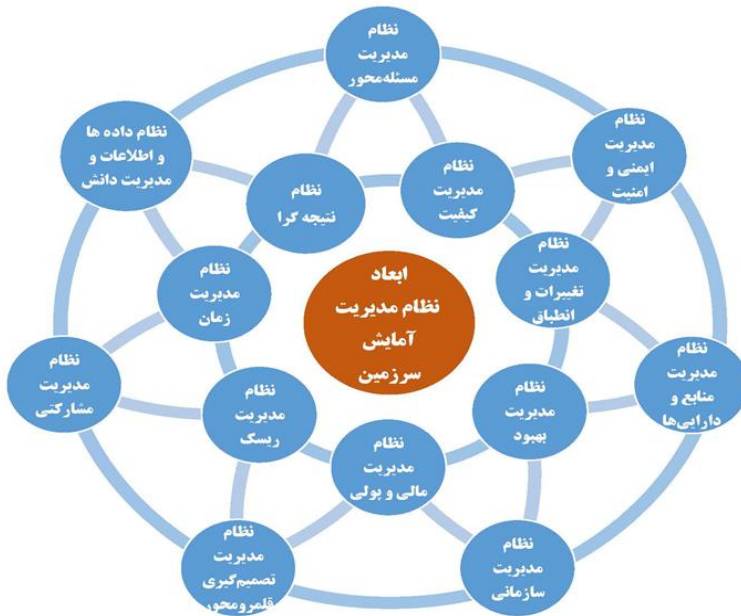 نظام
مدیریت
مسئله‌محور
نظام
مدیریت
ایمنی و
امنیت
نظام داده ها
و اطلاعات و
مدیریت دانش
نظام
مدیریت
کیفیت
نظام
نتیجه گرا
نظام
مدیریت
تغییرات و
انطباق
نظام
مدیریت
زمان
ابعاد
نظام مدیریت
آمایش
سرزمین
نظام
مدیریت
منابع و
دارایی‌ها
نظام
مدیریت
مشارکتی
نظام
مدیریت
بهبود
نظام
مدیریت
ریسک
نظام
مدیریت
مالی و پولی
نظام
مدیریت
سازمانی
نظام
مدیریت
تصمیم‌گیری
قلمرومحور